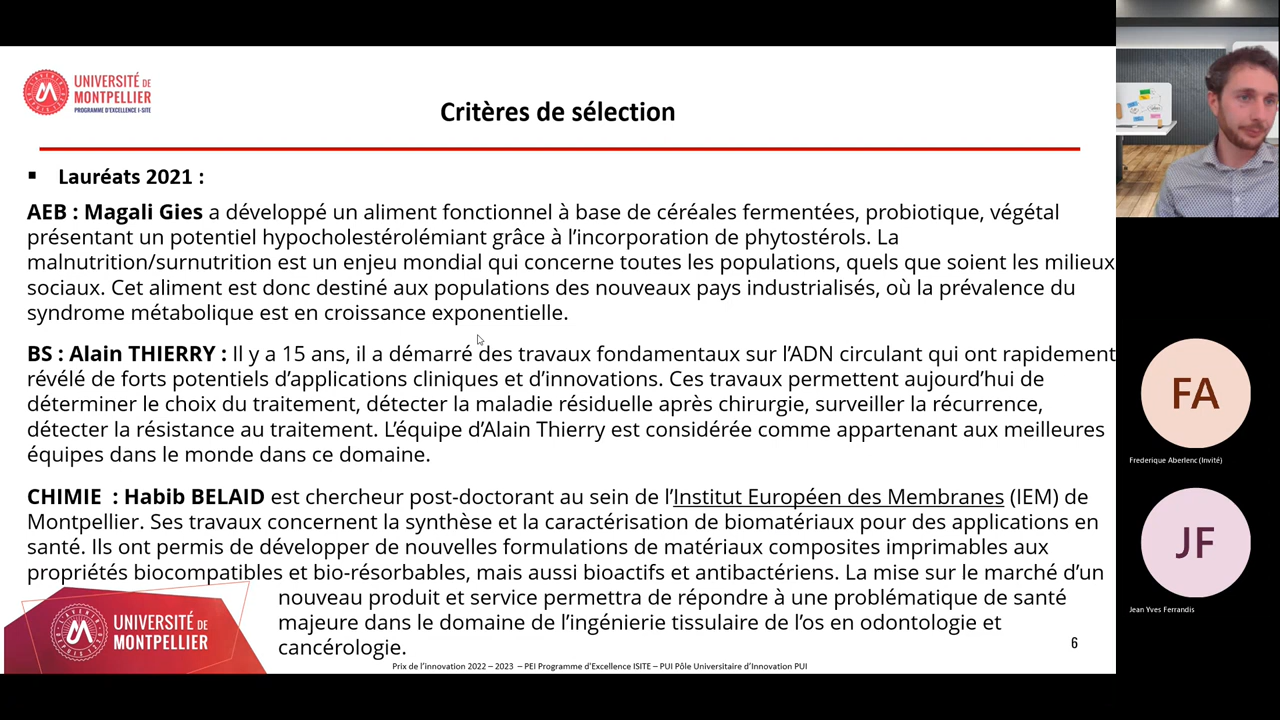 UNIVERSITÉ DE
MONTPELLIER
PROGRAMME D'EXCELLENCE I-SITE
Critères de sélection
▪ Lauréats 2021 :
AEB : Magali Gies a développé un aliment fonctionnel à base de céréales fermentées, probiotique, végétal
présentant un potentiel hypocholestérolémiant grâce à l’incorporation de phytostérols. La
malnutrition/surnutrition est un enjeu mondial qui concerne toutes les populations, quels que soient les milieux
sociaux. Cet aliment est donc destiné aux populations des nouveaux pays industrialisés, où la prévalence du
syndrome métabolique est en croissance exponentielle.
BS : Alain THIERRY : Il y a 15 ans, il a démarré des travaux fondamentaux sur l’ADN circulant qui ont rapidement
révélé de forts potentiels d’applications cliniques et d’innovations. Ces travaux permettent aujourd’hui de
déterminer le choix du traitement, détecter la maladie résiduelle après chirurgie, surveiller la récurrence,
détecter la résistance au traitement. L’équipe d’Alain Thierry est considérée comme appartenant aux meilleures
équipes dans le monde dans ce domaine.
CHIMIE : Habib BELAID est chercheur post-doctorant au sein de l’Institut Européen des Membranes (IEM) de
Montpellier. Ses travaux concernent la synthèse et la caractérisation de biomatériaux pour des applications en
santé. Ils ont permis de développer de nouvelles formulations de matériaux composites imprimables aux
propriétés biocompatibles et bio-résorbables, mais aussi bioactifs et antibactériens. La mise sur le marché d’un
nouveau produit et service permettra de répondre à une problématique de santé
majeure dans le domaine de l’ingénierie tissulaire de l’os en odontologie et
cancérologie.
UNIVERSITÉ DE
MONTPELLIER
6
Prix de l’innovation 2022 – 2023 – PEI Programme d’Excellence ISITE – PUI Pôle Universitaire d’Innovation PUI
FA
Frederique Aberlenc (Invité)
JF
Jean Yves Ferrandis